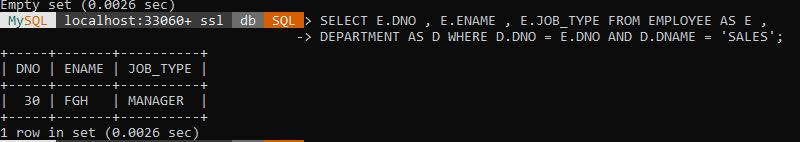 Empty set (0.0026 sec)
MySQL localhost:33060+ ssl db SQL > SELECT E.DNO , E.ENAME , E.JOB_TYPE FROM EMPLOYEE AS E ,
-> DEPARTMENT AS D WHERE D.DNO = E.DNO AND D.DNAME = 'SALES';
+-----+-------+----------+
| DNO | ENAME | JOB_TYPE |
+-----+-------+----------+
| 30 | FGH | MANAGER |
+-----+-------+----------+
1 row in set (0.0026 sec)